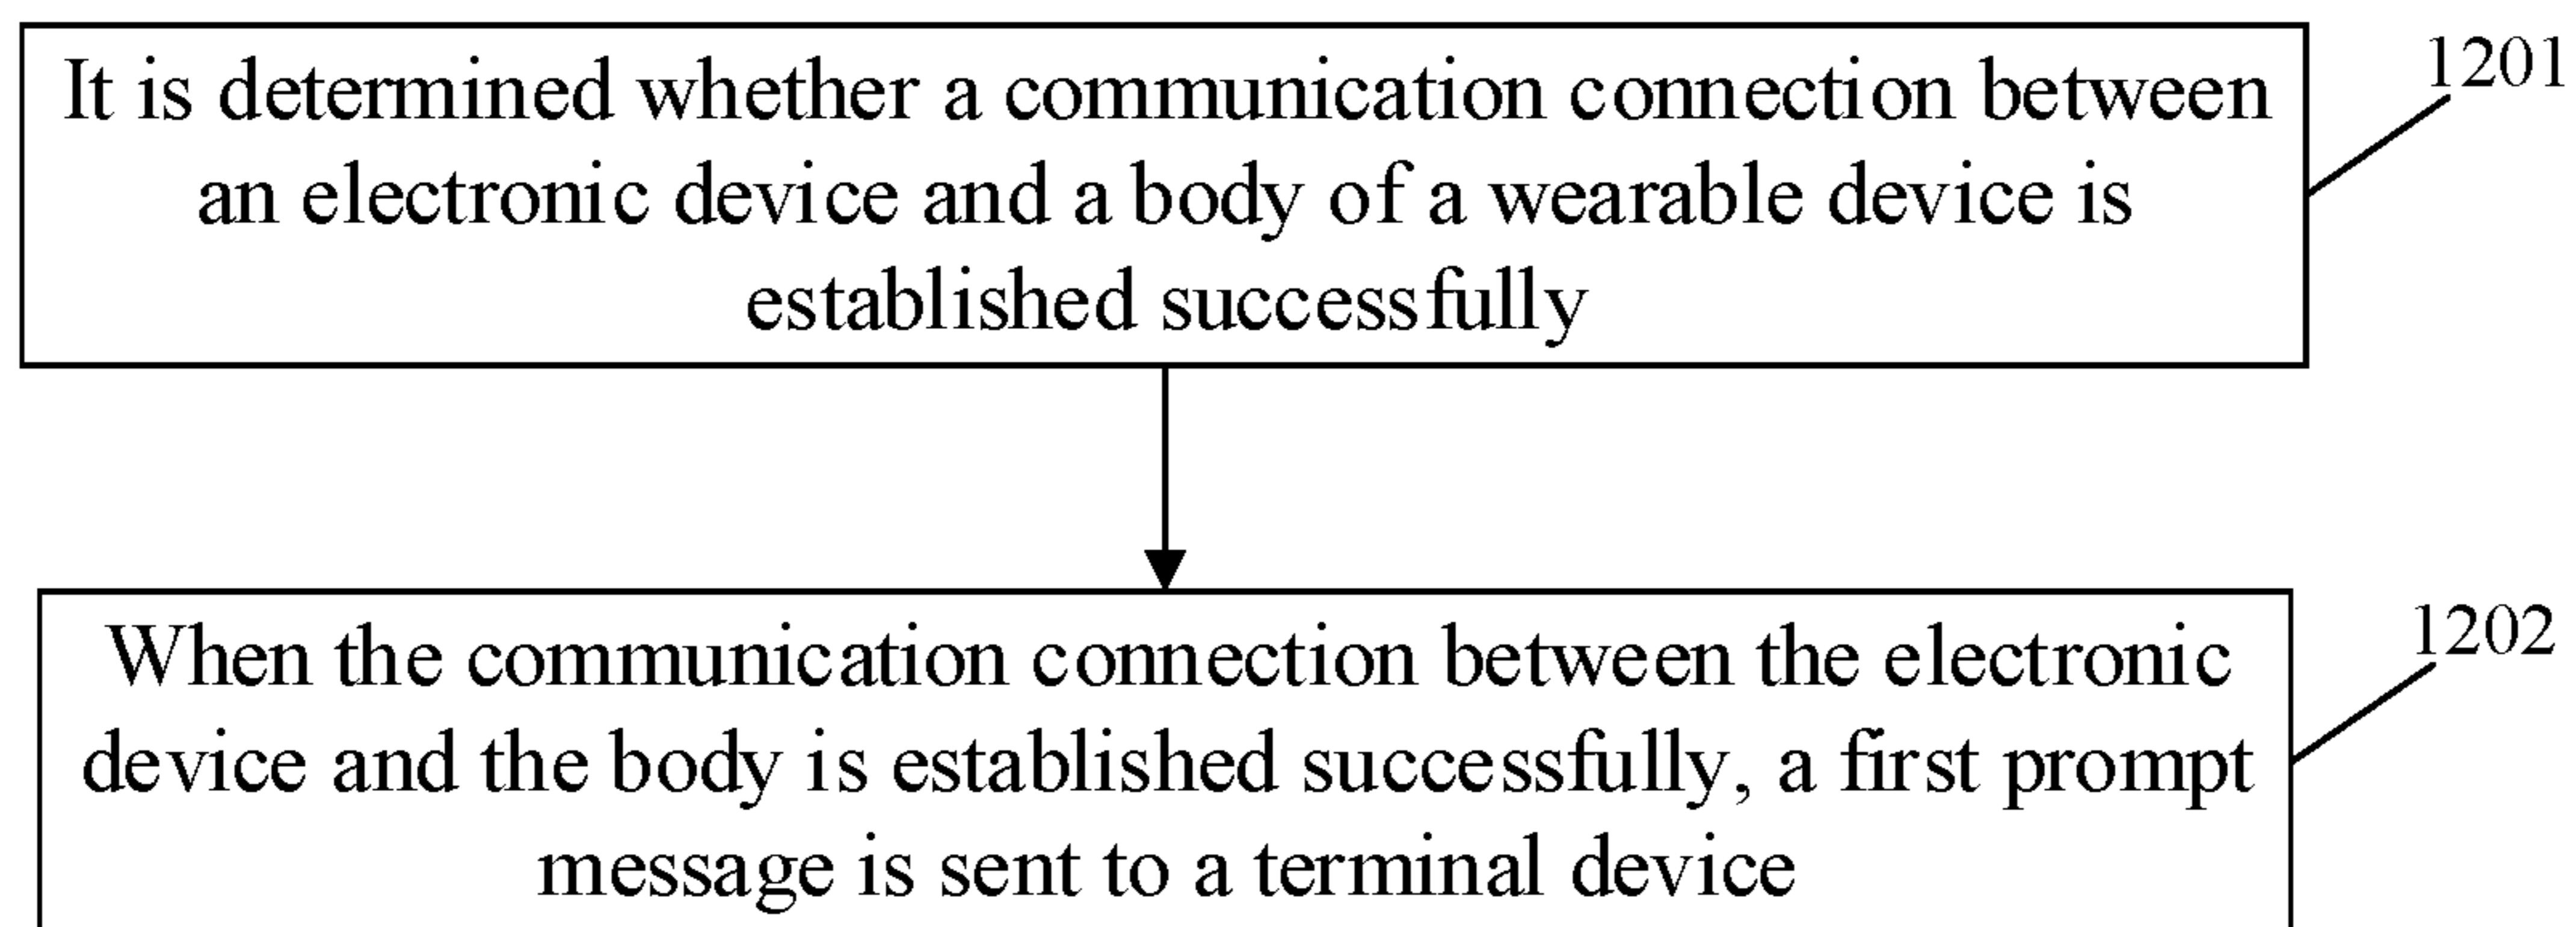 It is determined whether a communication connection between
an electronic device and a body of a wearable device is
established successfully
1201
When the communication connection between the electronic
device and the body is established successfully, a first prompt
message is sent to a terminal device
1202